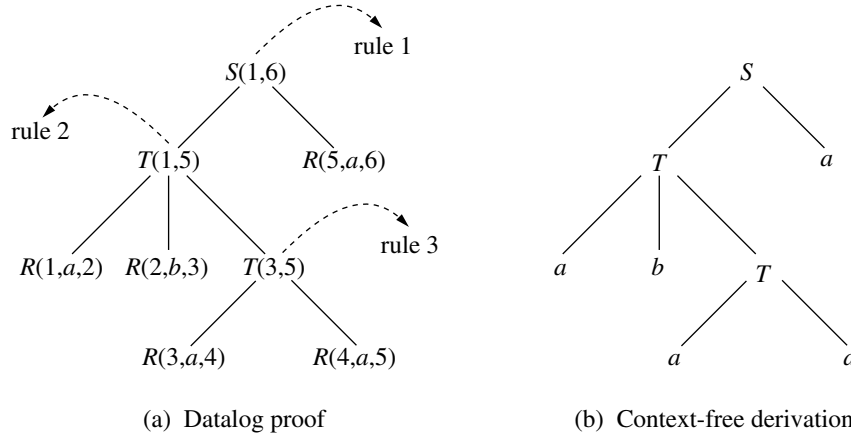 rule 1
S(1,6) S
rule 2
T(1,5) R(5,a,6) T a
rule 3
R(1,a,2) R(2,b,3) T(3,5) a b T
R(3,a,4) R(4,a,5) a
(a) Datalog proof (b) Context-free derivation